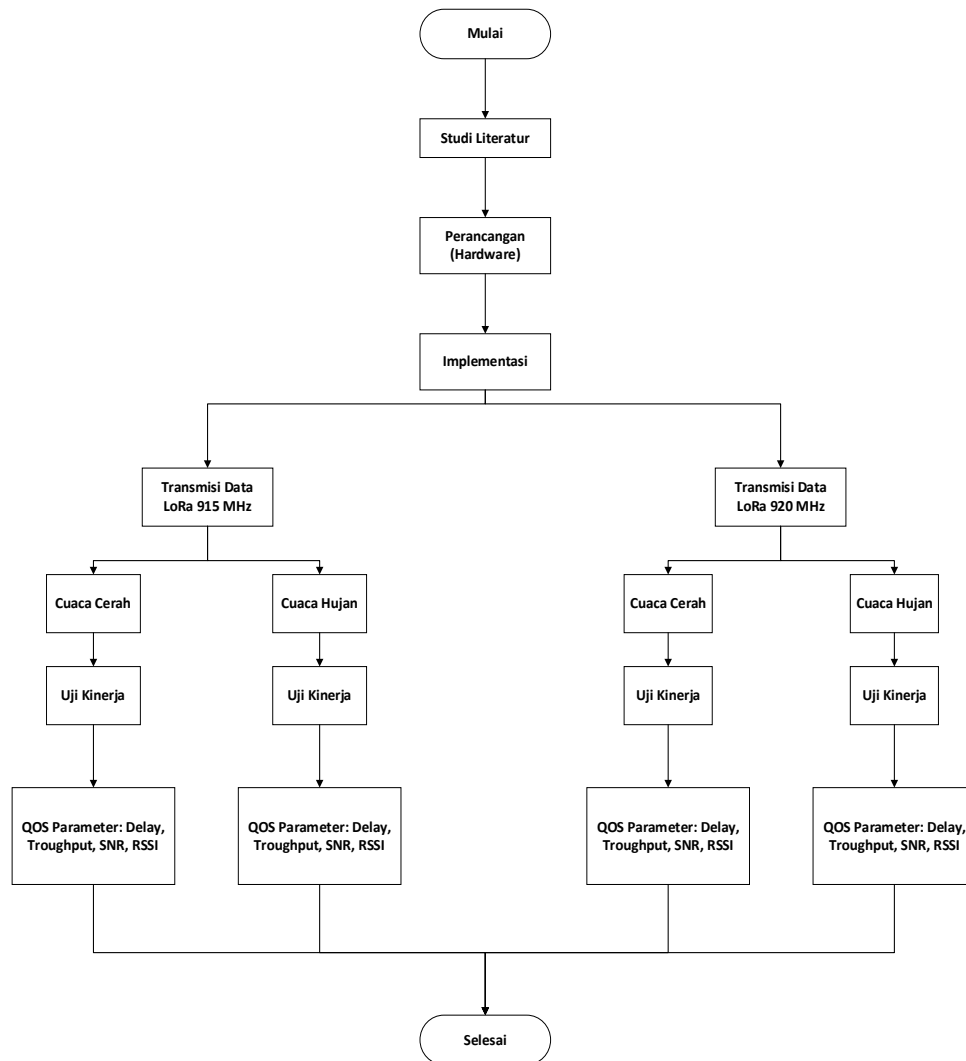 Mulai
Studi Literatur
Perancangan
(Hardware)
Implementasi
Transmisi Data
LoRa 915 MHz
Transmisi Data
LoRa 920 MHz
Cuaca Cerah
Cuaca Hujan
Cuaca Cerah
Cuaca Hujan
Uji Kinerja
Uji Kinerja
Uji Kinerja
Uji Kinerja
QOS Parameter: Delay,
Troughput, SNR, RSSI
QOS Parameter: Delay,
Troughput, SNR, RSSI
QOS Parameter: Delay,
Troughput, SNR, RSSI
QOS Parameter: Delay,
Troughput, SNR, RSSI
Selesai